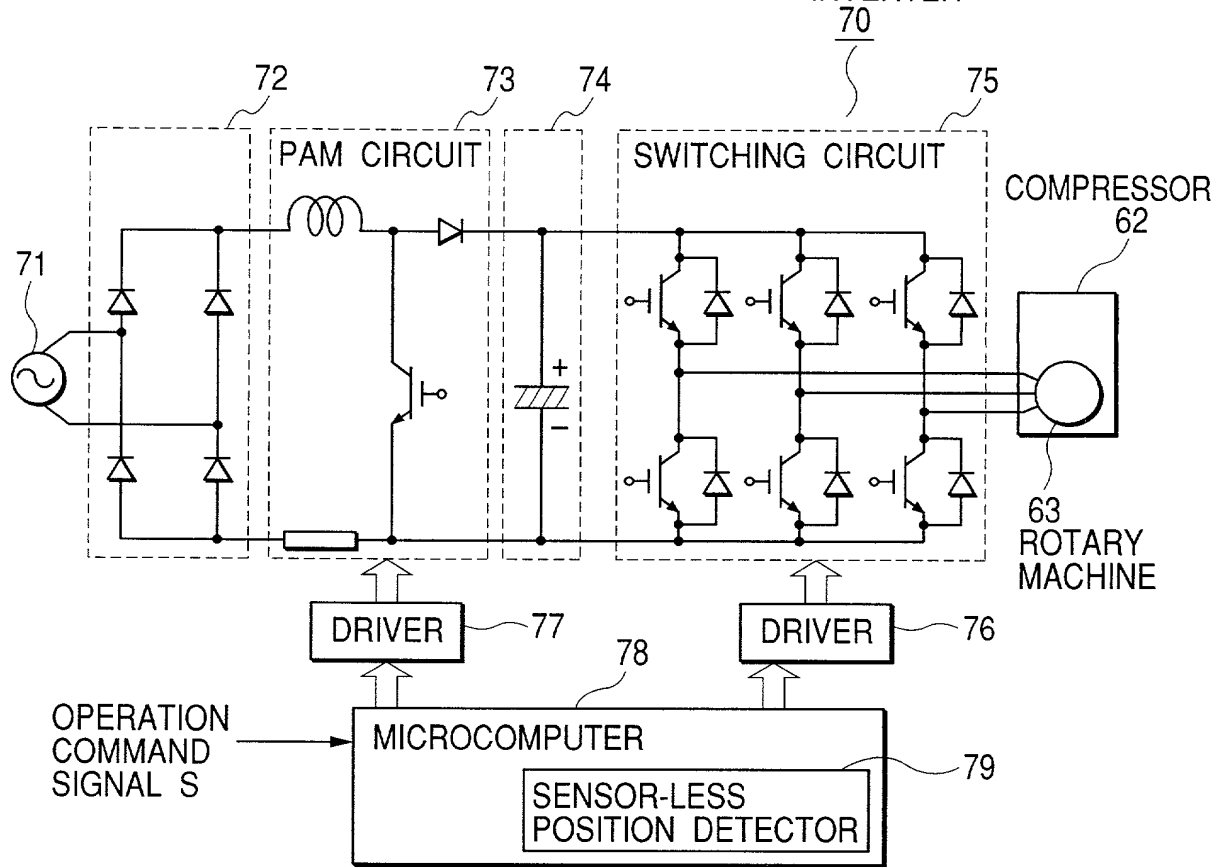 70
72
73
74
75
PAM CIRCUIT
SWITCHING CIRCUIT
COMPRESSOR
62
71
+
−
63
ROTARY
MACHINE
DRIVER
77
DRIVER
76
78
OPERATION
COMMAND
SIGNAL S
MICROCOMPUTER
79
SENSOR-LESS
POSITION DETECTOR